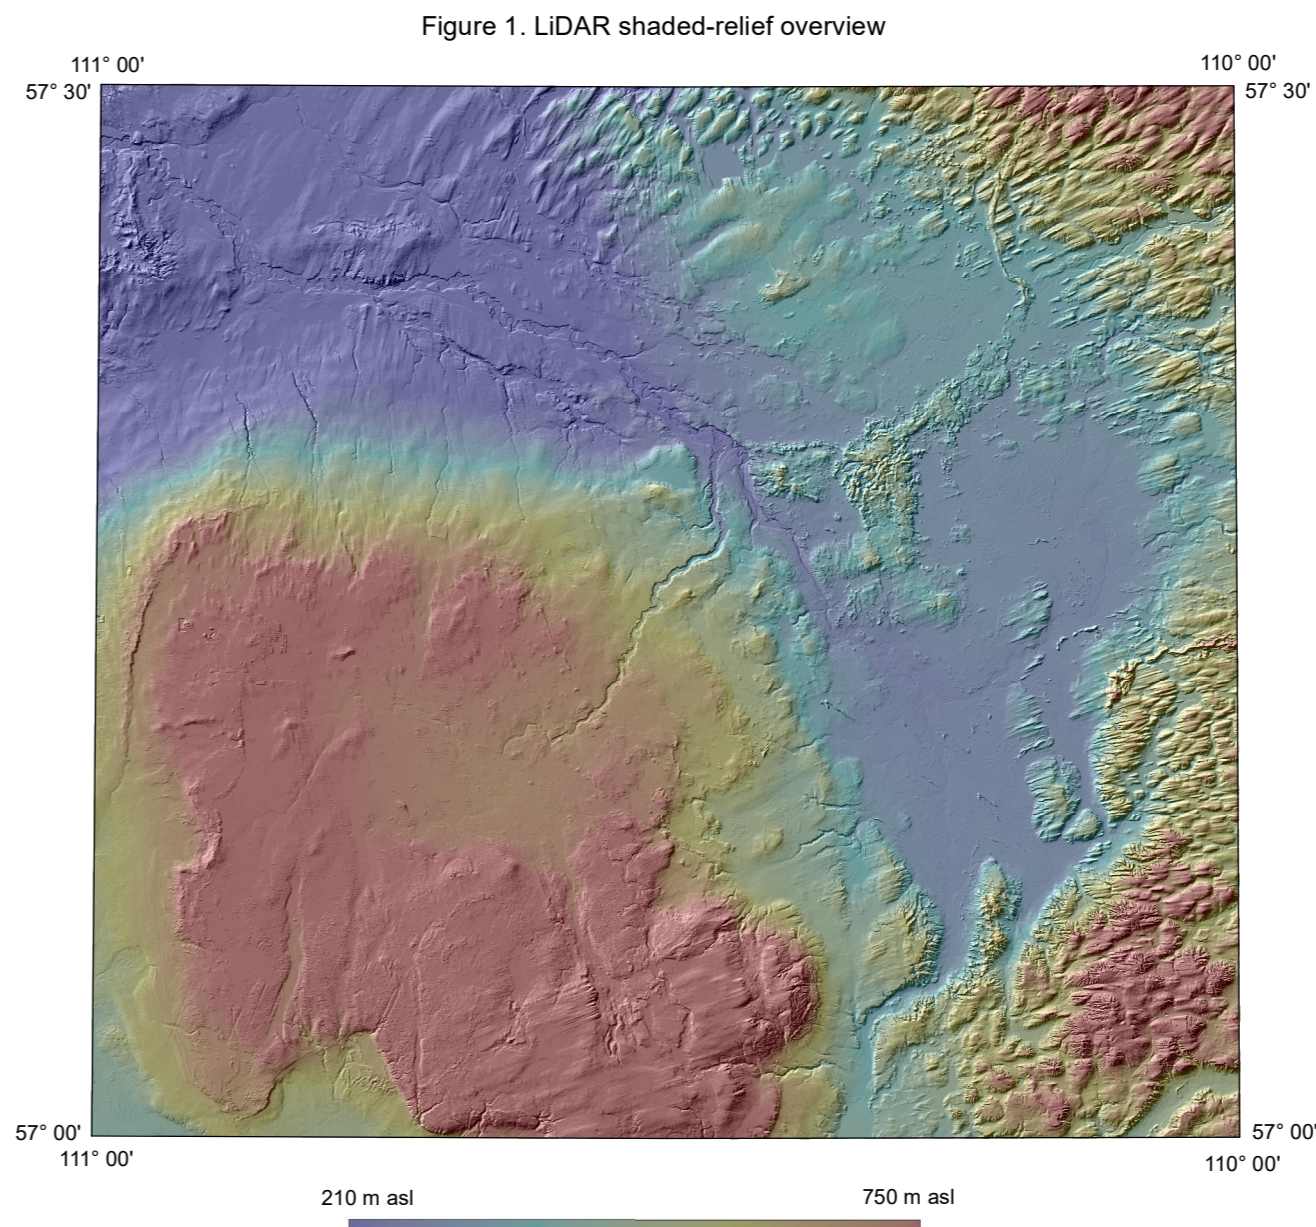 Figure 1. LiDAR shaded-relief overview
111° 00' 110° 00'
57° 30' 57° 30'
57° 00' 57° 00'
111° 00' 110° 00'
210 m asl 750 m asl